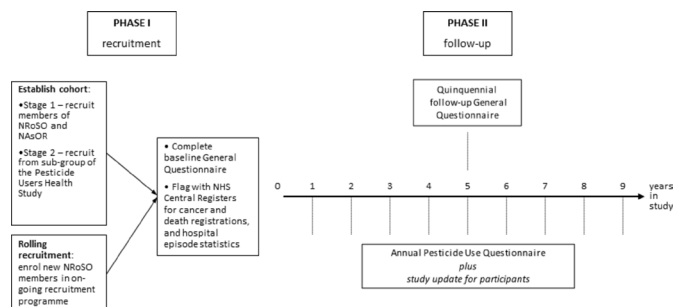 PHASE I
recruitment
PHASE II
follow-up
Establish cohort:
•Stage 1 – recruit
members of
NRoSO and
NAsOR
•Stage 2 – recruit
from sub-group of
the Pesticide
Users Health
Study
Rolling
recruitment:
enrol new NRoSO
members in on-
going recruitment
programme
• Complete
baseline General
Questionnaire
• Flag with NHS
Central Registers
for cancer and
death registrations,
and hospital
episode statistics
Quinquennial
follow-up General
Questionnaire
0 1 2 3 4 5 6 7 8 9 years
in study
Annual Pesticide Use Questionnaire
plus
study update for participants